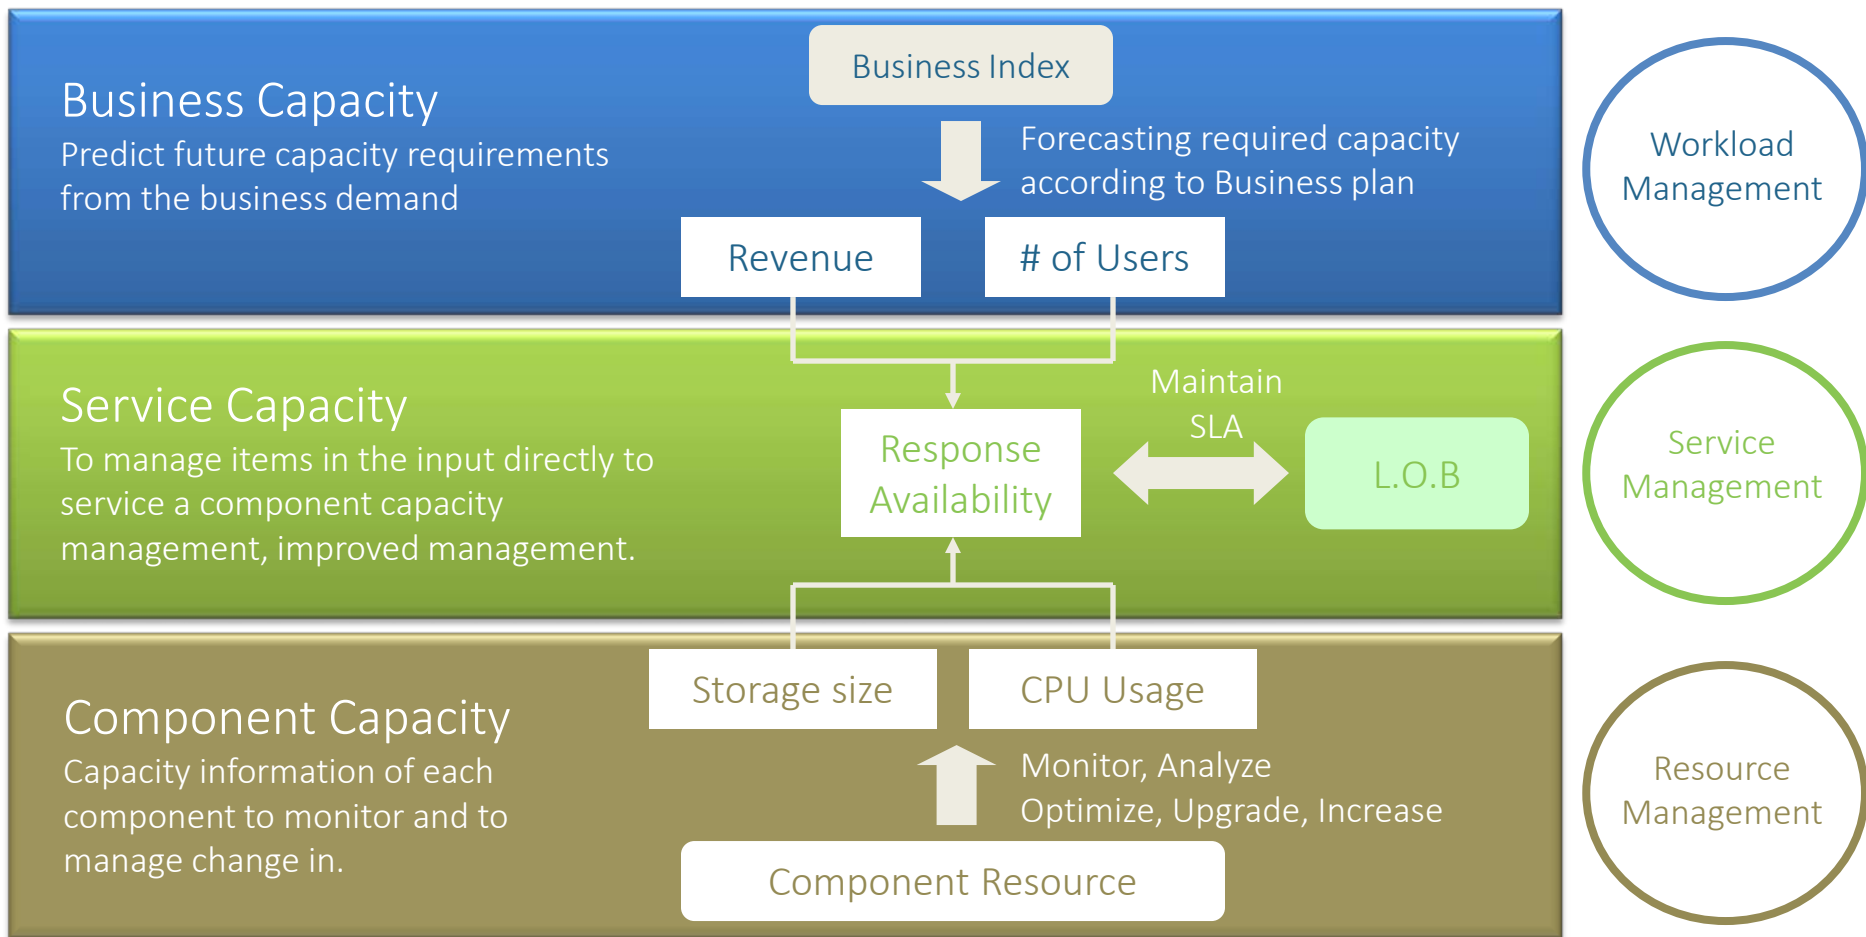 Business Capacity
Predict future capacity requirements
from the business demand
Business Index
Forecasting required capacity
according to Business plan
Revenue
# of Users
Workload
Management
Service Capacity
To manage items in the input directly to
service a component capacity
management, improved management.
Response
Availability
Maintain
SLA
L.O.B
Service
Management
Component Capacity
Capacity information of each
component to monitor and to
manage change in.
Storage size
CPU Usage
Monitor, Analyze
Optimize, Upgrade, Increase
Component Resource
Resource
Management